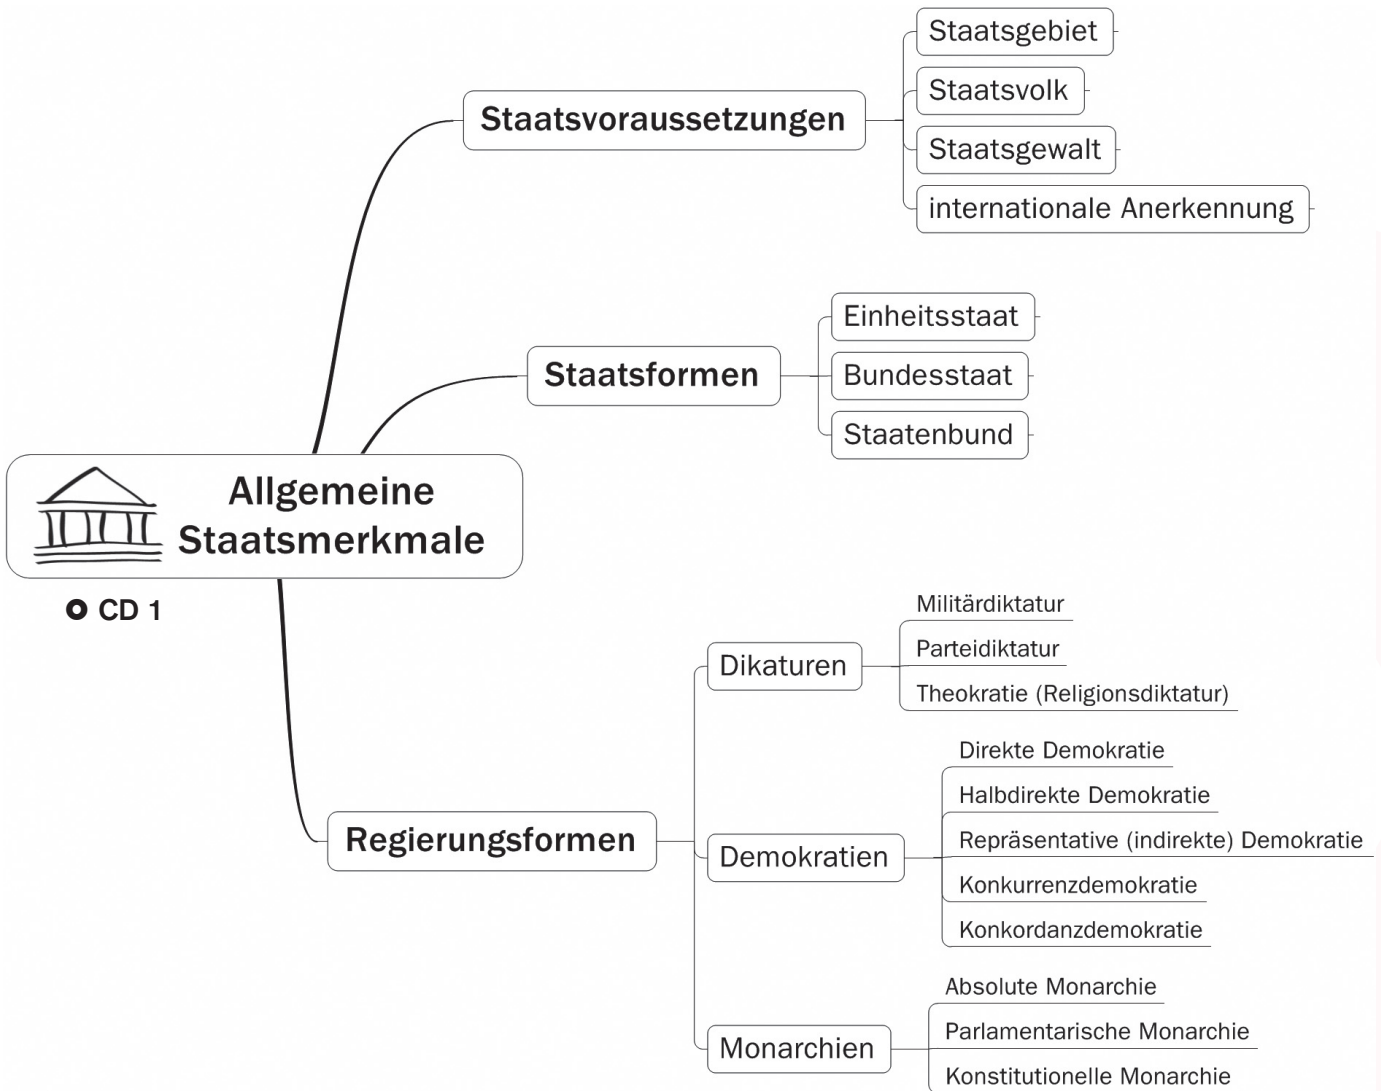 Staatsgebiet
Staatsvolk
Staatsvoraussetzungen
Staatsgewalt
internationale Anerkennung
Einheitsstaat
Staatsformen
Bundesstaat
Staatenbund
Allgemeine
Staatsmerkmale
CD 1
Militärdiktatur
Dikaturen
Parteidiktatur
Theokratie (Religionsdiktatur)
Direkte Demokratie
Halbdirekte Demokratie
Regierungsformen
Repräsentative (indirekte) Demokratie
Demokratien
Konkurrenzdemokratie
Konkordanzdemokratie
Absolute Monarchie
Parlamentarische Monarchie
Monarchien
Konstitutionelle Monarchie